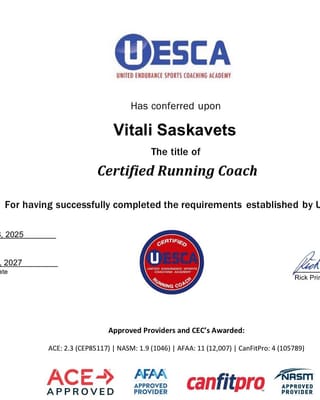 UESCA
UNITED ENDURANCE SPORTS COACHING ACADEMY
Has conferred upon
Vitali Saskavets
The title of
Certified Running Coach
For having successfully completed the requirements established by U
, 2025
, 2027
ate
CERTIFIED
UESCA
UNITED ENDURANCE SPORTS COACHING ACADEMY
RUNNING COACH
Rick Prin
Approved Providers and CEC's Awarded:
ACE: 2.3 (CEP85117) | NASM: 1.9 (1046) | AFAA: 11 (12,007) | CanFitPro: 4 (105789)
ACE
APPROVED
AFAA
APPROVED
PROVIDER
canfitpro
NASM
APPROVED
PROVIDER